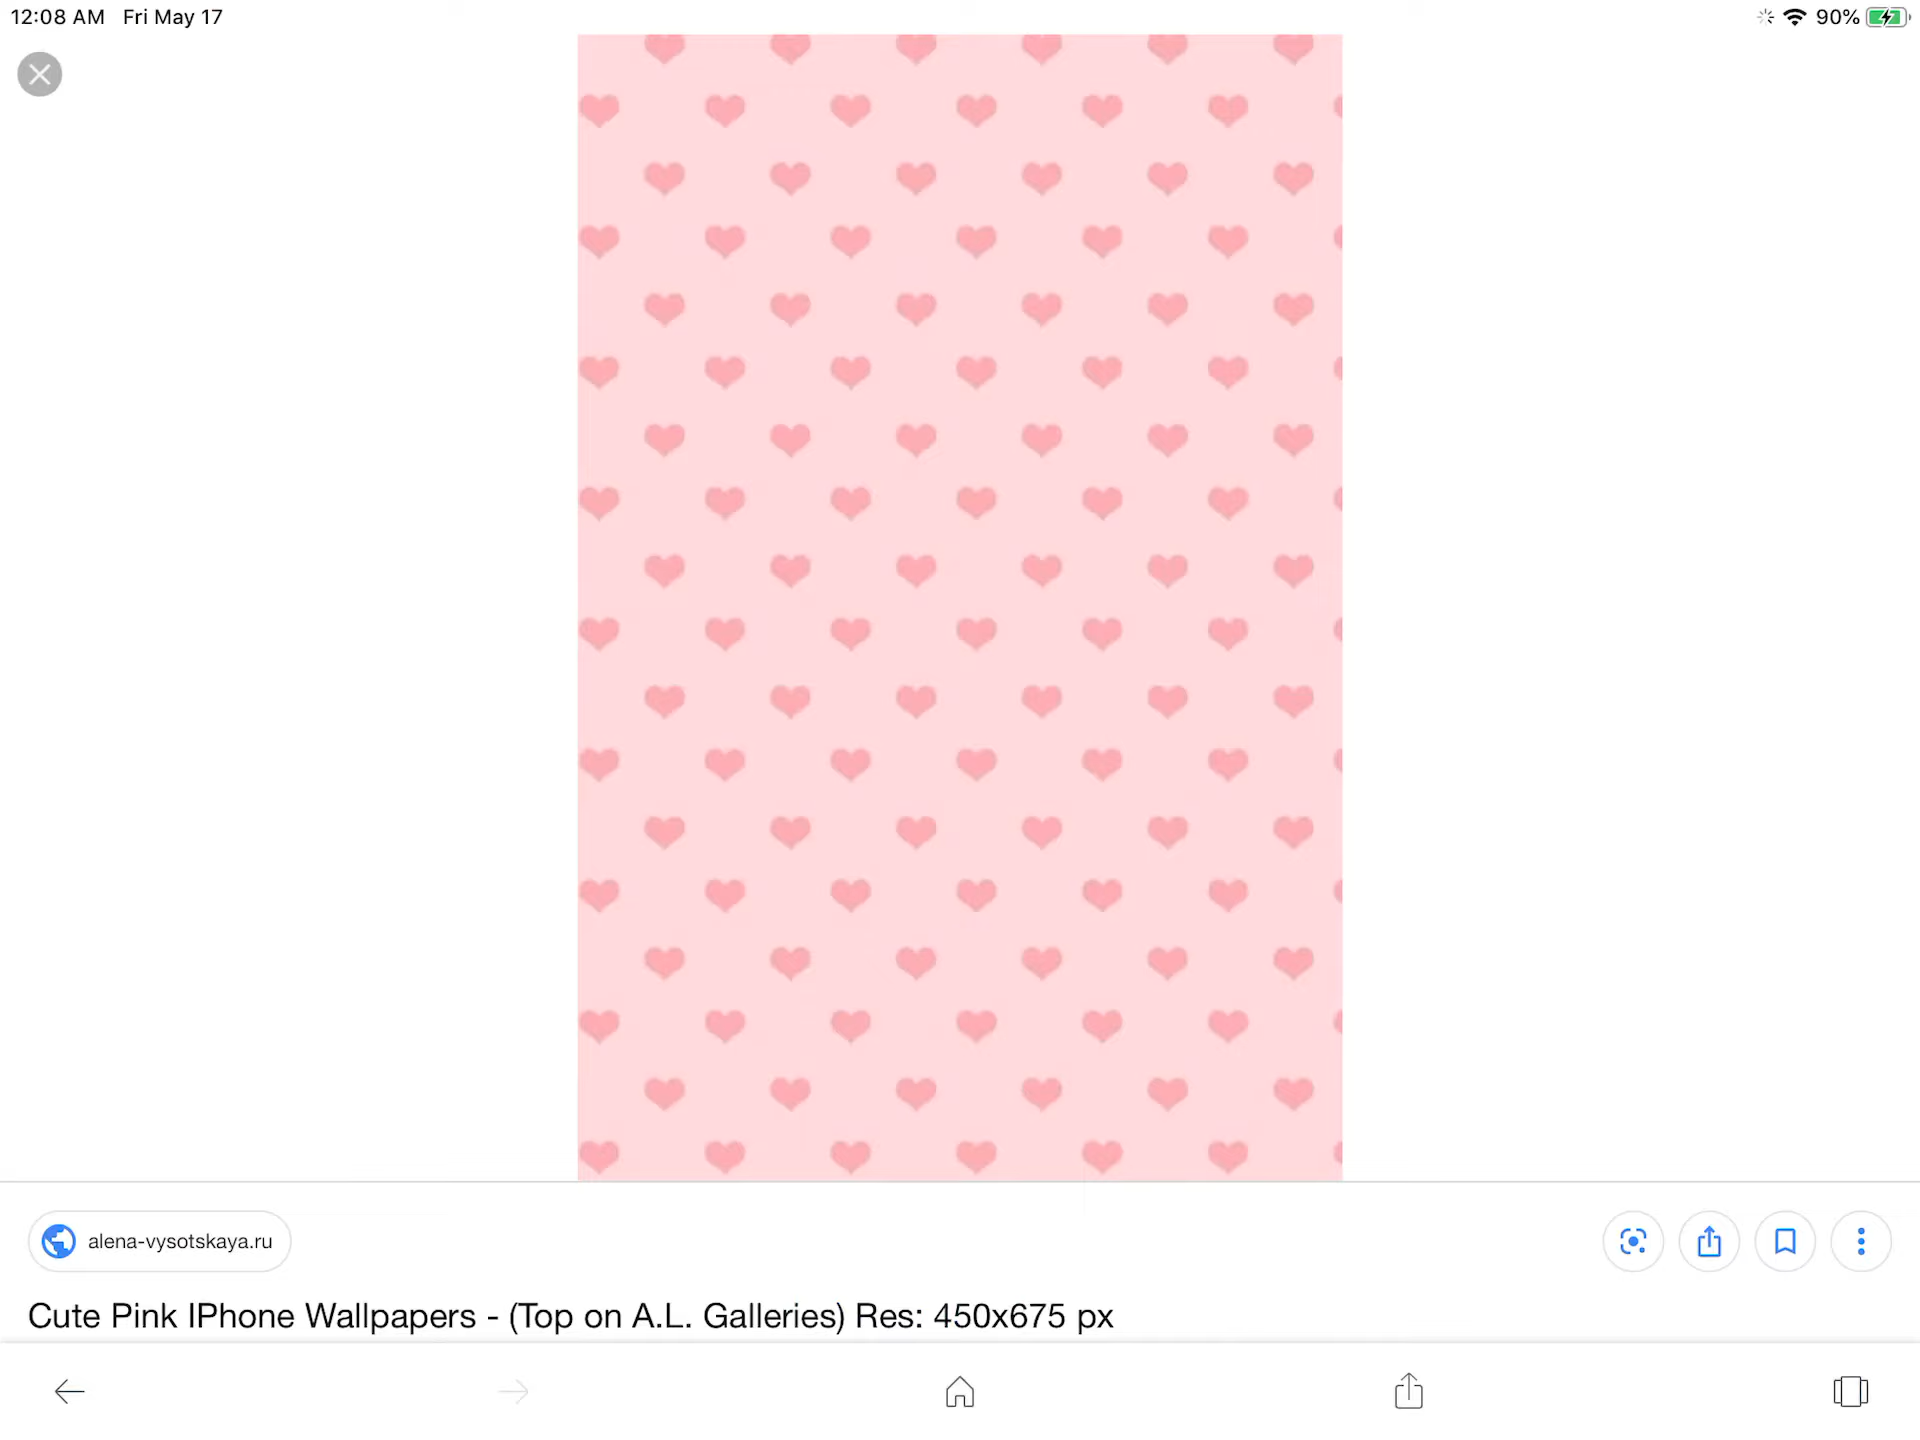 12:08 AM Fri May 17
90%
alena-vysotskaya.ru
Cute Pink IPhone Wallpapers - (Top on A.L. Galleries) Res: 450x675 px